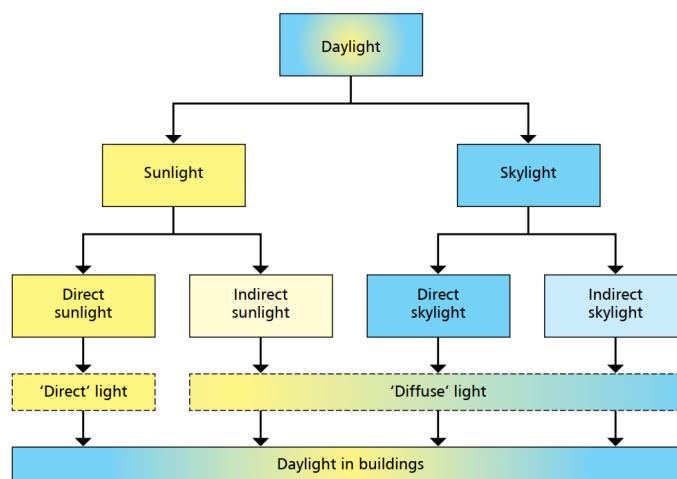 Daylight
Sunlight
Skylight
Direct
sunlight
Indirect
sunlight
Direct
skylight
Indirect
skylight
‘Direct’ light
‘Diffuse’ light
Daylight in buildings